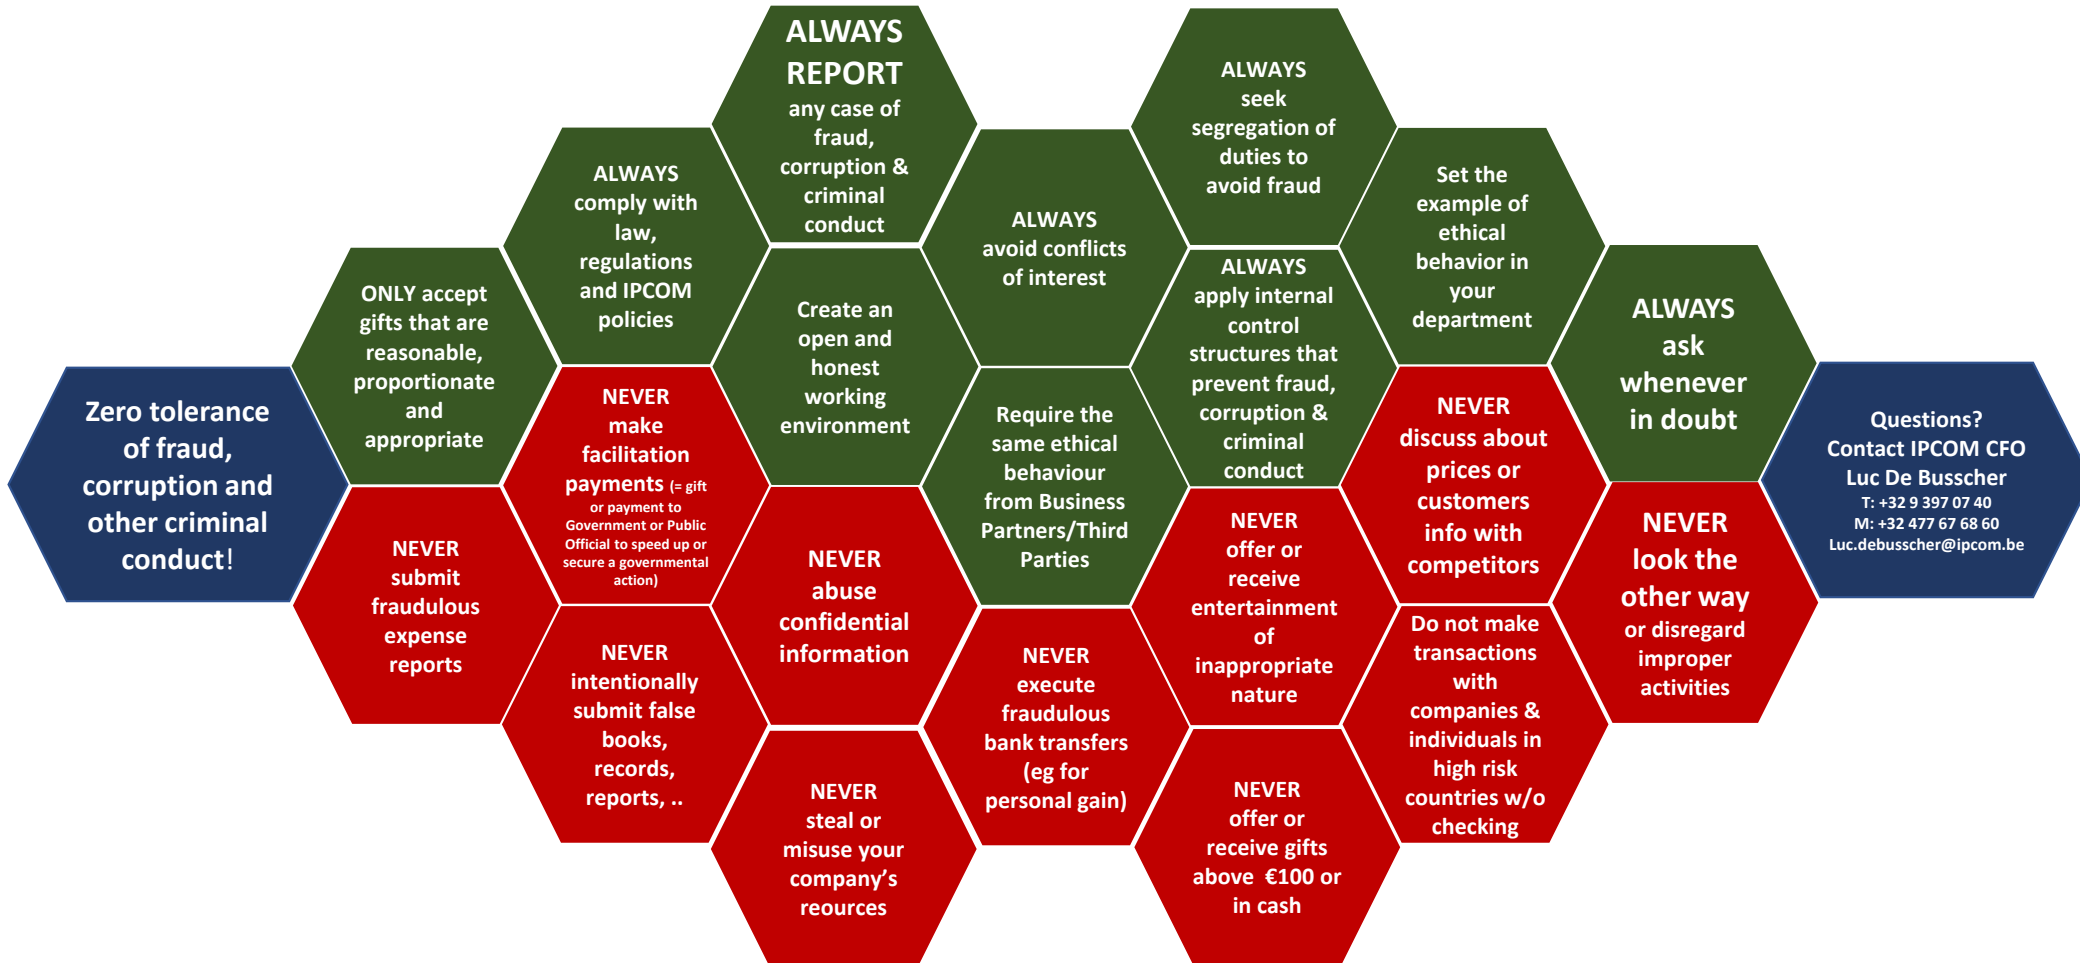 Zero tolerance
of fraud,
corruption and
other criminal
conduct!
ONLY accept
gifts that are
reasonable,
proportionate
and
appropriate
NEVER
submit
fraudulous
expense
reports
ALWAYS
comply with
law,
regulations
and IPCOM
policies
NEVER
make
facilitation
payments (= gift
or payment to
Government or Public
Official to speed up or
secure a governmental
action)
NEVER
intentionally
submit false
books,
records,
reports, ..
ALWAYS
REPORT
any case of
fraud,
corruption &
criminal
conduct
Create an
open and
honest
working
environment
NEVER
abuse
confidential
information
NEVER
steal or
misuse your
company's
reources
ALWAYS
avoid conflicts
of interest
Require the
same ethical
behaviour
from Business
Partners/Third
Parties
NEVER
execute
fraudulous
bank transfers
(eg for
personal gain)
ALWAYS
seek
segregation of
duties to
avoid fraud
ALWAYS
apply internal
control
structures that
prevent fraud,
corruption &
criminal
conduct
NEVER
offer or
receive
entertainment
of
inappropriate
nature
NEVER
offer or
receive gifts
above €100 or
in cash
Set the
example of
ethical
behavior in
your
department
NEVER
discuss about
prices or
customers
info with
competitors
Do not make
transactions
with
companies &
individuals in
high risk
countries w/o
checking
ALWAYS
ask
whenever
in doubt
NEVER
look the
other way
or disregard
improper
activities
Questions?
Contact IPCOM CFO
Luc De Busscher
T: +32 9 397 07 40
M: +32 477 67 68 60
Luc.debusscher@ipcom.be